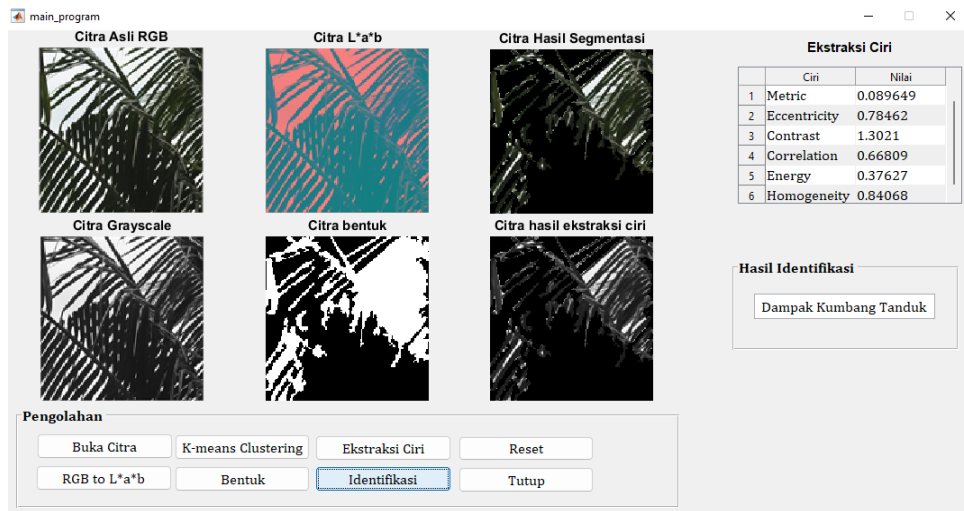 main_program
Citra Asli RGB
Citra L*a*b
Citra Hasil Segmentasi
Ekstraksi Ciri
Ciri Nilai
1 Metric 0.089649
2 Eccentricity 0.78462
3 Contrast 1.3021
4 Correlation 0.66809
5 Energy 0.37627
6 Homogeneity 0.84068
Citra Grayscale
Citra bentuk
Citra hasil ekstraksi ciri
Hasil Identifikasi
Dampak Kumbang Tanduk
Pengolahan
Buka Citra
K-means Clustering
Ekstraksi Ciri
Reset
RGB to L*a*b
Bentuk
Identifikasi
Tutup